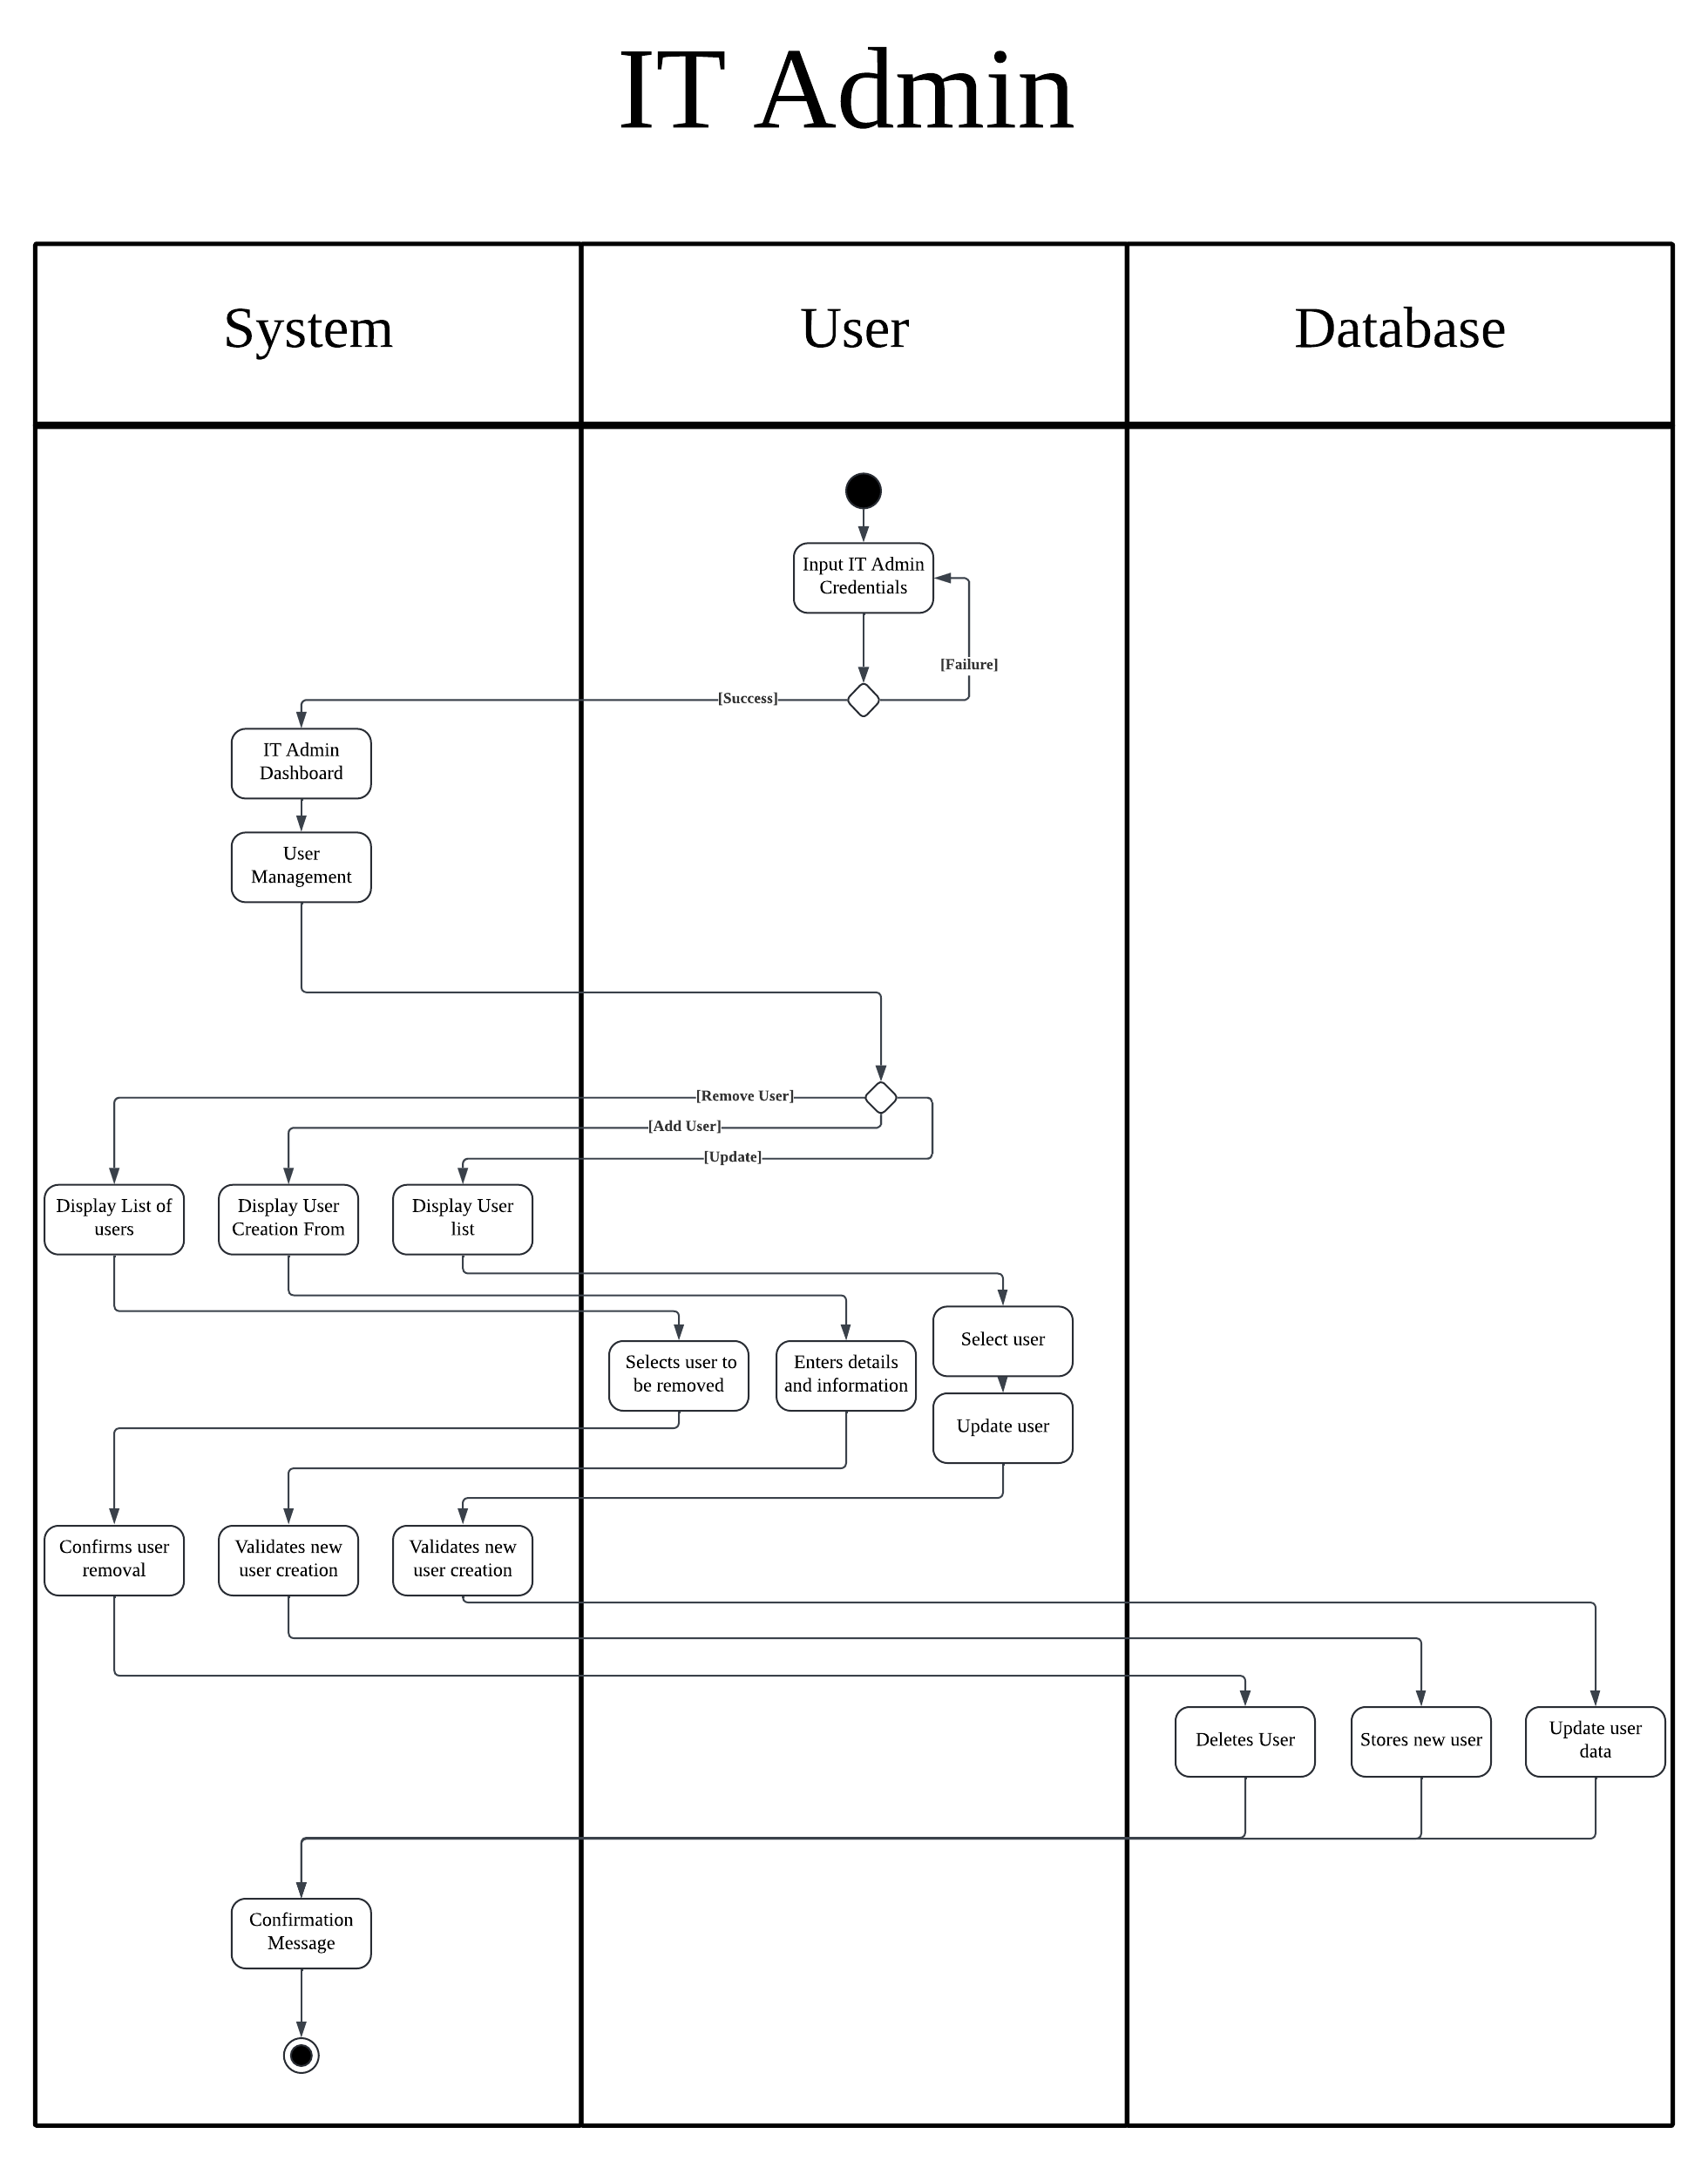 IT Admin
System
User
Database
Input IT Admin
Credentials
[Failure]
[Success]
IT Admin
Dashboard
User
Management
[Remove User]
[Add User]
[Update]
Display List of
users
Display User
Creation From
Display User
list
Selects user to
be removed
Enters details
and information
Select user
Update user
Confirms user
removal
Validates new
user creation
Validates new
user creation
Deletes User
Stores new user
Update user
data
Confirmation
Message